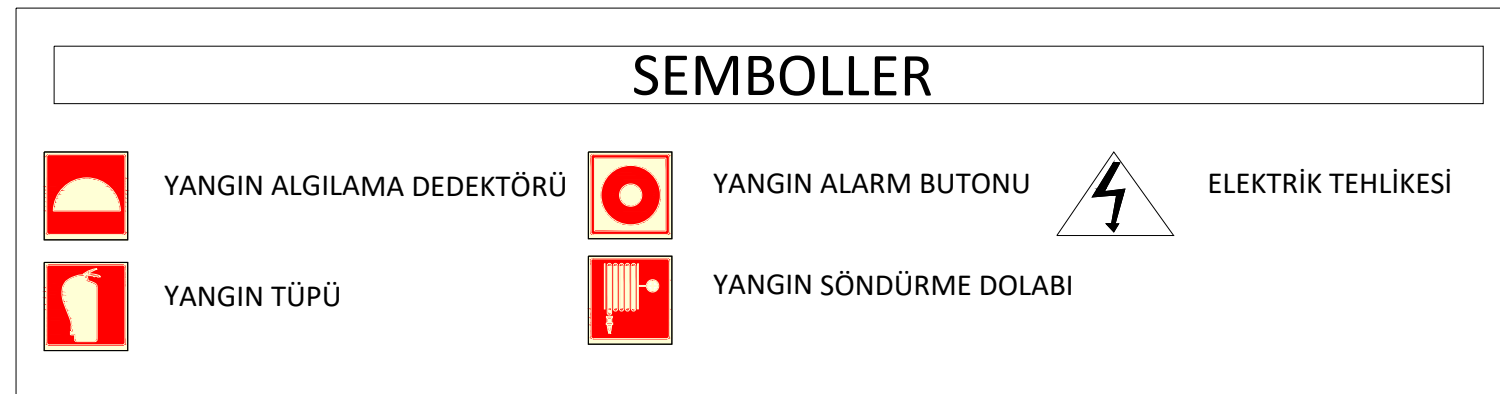 SEMBOLLER
YANGIN ALGILAMA DEDEKTÖRÜ
YANGIN ALARM BUTONU
ELEKTRİK TEHLİKESİ
YANGIN TÜPÜ
YANGIN SÖNDÜRME DOLABI